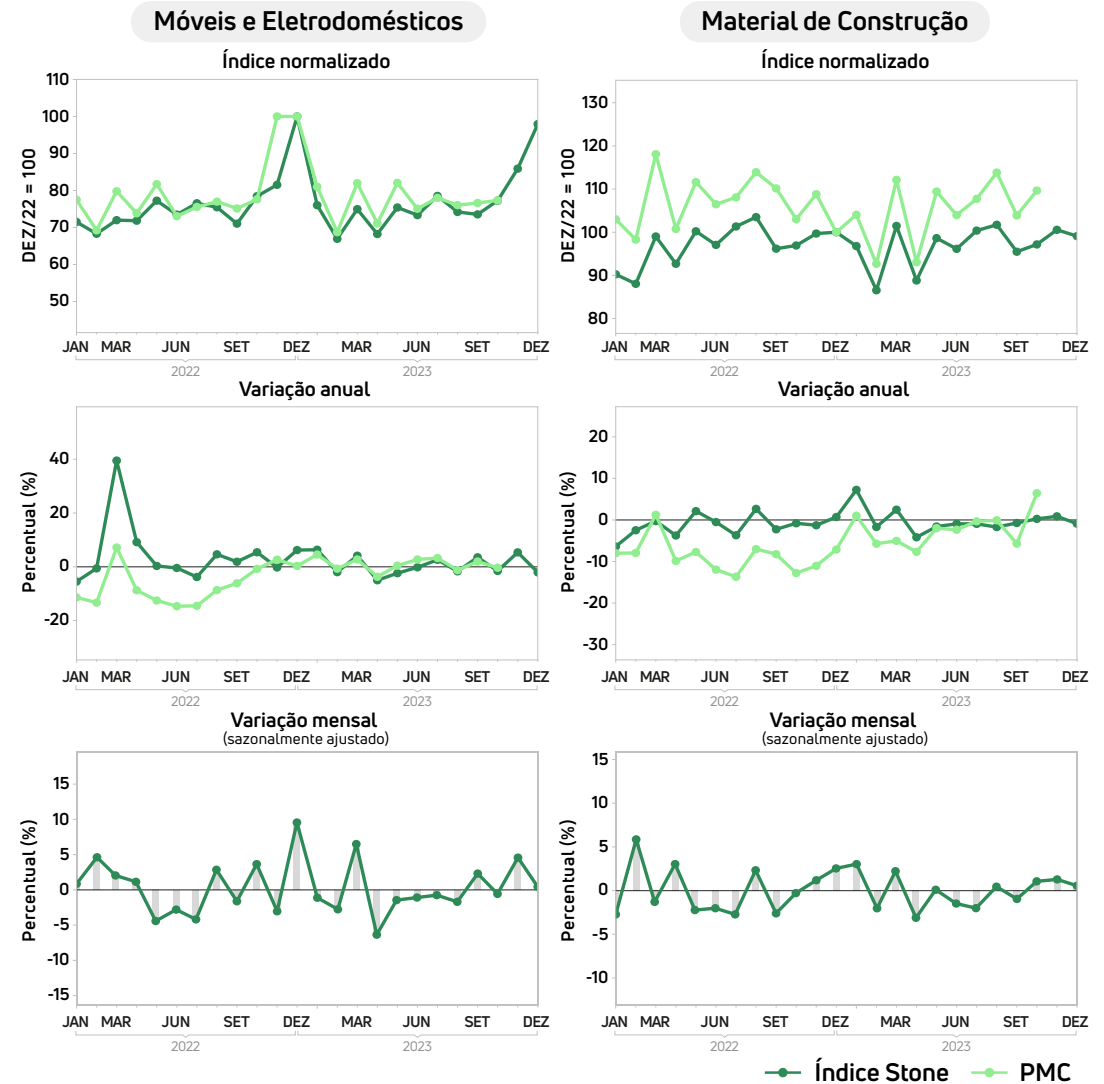 Móveis e Eletrodomésticos
Índice normalizado
DEZ/22 = 100
110
100
90
80
70
60
50
JAN MAR JUN SET DEZ MAR JUN SET DEZ
2022 2023
Variação anual
Percentual (%)
40
20
0
-20
JAN MAR JUN SET DEZ MAR JUN SET DEZ
2022 2023
Variação mensal
(sazonalmente ajustado)
Percentual (%)
15
10
5
0
-5
-10
-15
JAN MAR JUN SET DEZ MAR JUN SET DEZ
2022 2023
Material de Construção
Índice normalizado
DEZ/22 = 100
130
120
110
100
90
80
JAN MAR JUN SET DEZ MAR JUN SET DEZ
2022 2023
Variação anual
Percentual (%)
20
10
0
-10
-20
-30
JAN MAR JUN SET DEZ MAR JUN SET DEZ
2022 2023
Variação mensal
(sazonalmente ajustado)
Percentual (%)
15
10
5
0
-5
-10
JAN MAR JUN SET DEZ MAR JUN SET DEZ
2022 2023
Índice Stone PMC